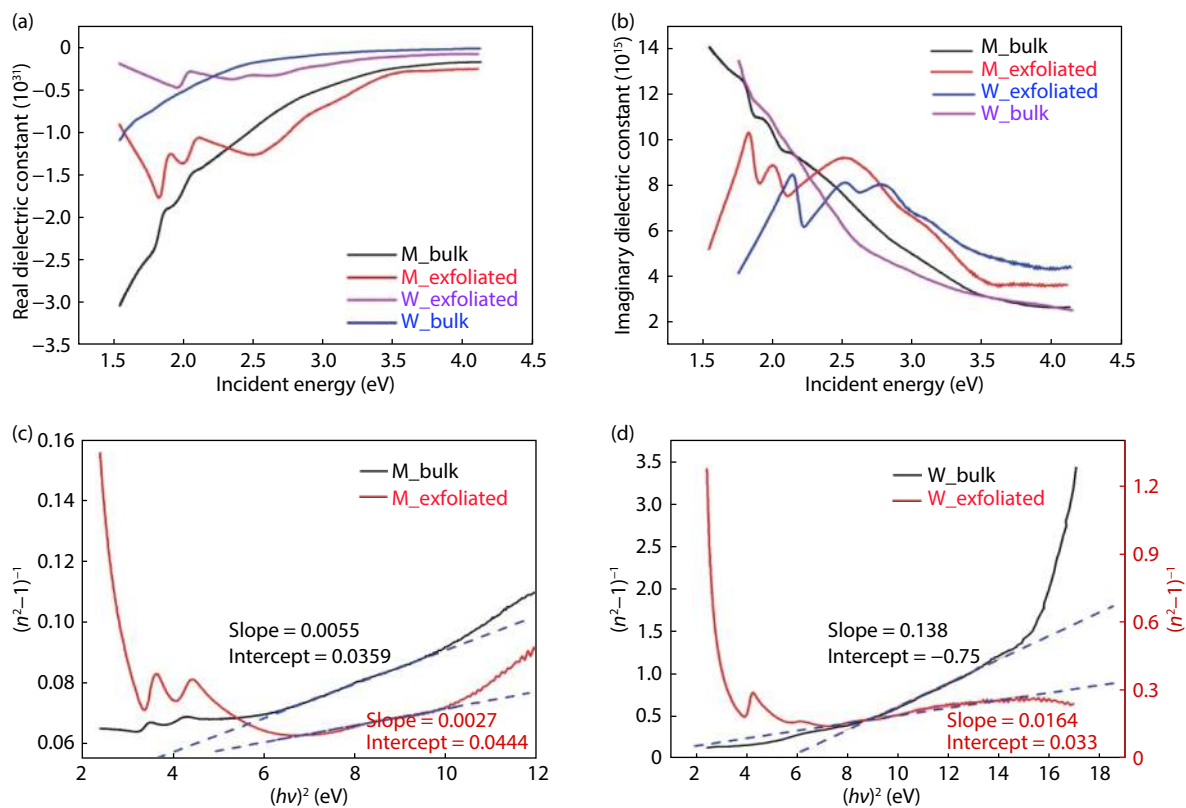 (a)
0
−0.5
−1.0
−1.5
−2.0
−2.5
−3.0
−3.5
Real dielectric constant (10³¹)
M_bulk
M_exfoliated
W_exfoliated
W_bulk
1.5 2.0 2.5 3.0 3.5 4.0 4.5
Incident energy (eV)
(b)
14
12
10
8
6
4
2
Imaginary dielectric constant (10¹⁵)
M_bulk
M_exfoliated
W_exfoliated
W_bulk
1.5 2.0 2.5 3.0 3.5 4.0 4.5
Incident energy (eV)
(c)
0.16
0.14
0.12
0.10
0.08
0.06
(n²−1)⁻¹
M_bulk
M_exfoliated
Slope = 0.0055
Intercept = 0.0359
Slope = 0.0027
Intercept = 0.0444
2 4 6 8 10 12
(hν)² (eV)
(d)
3.5
3.0
2.5
2.0
1.5
1.0
0.5
0
(n²−1)⁻¹
W_bulk
W_exfoliated
Slope = 0.138
Intercept = −0.75
Slope = 0.0164
Intercept = 0.033
1.2
0.9
0.6
0.3
0
(n²−1)⁻¹
2 4 6 8 10 12 14 16 18
(hν)² (eV)